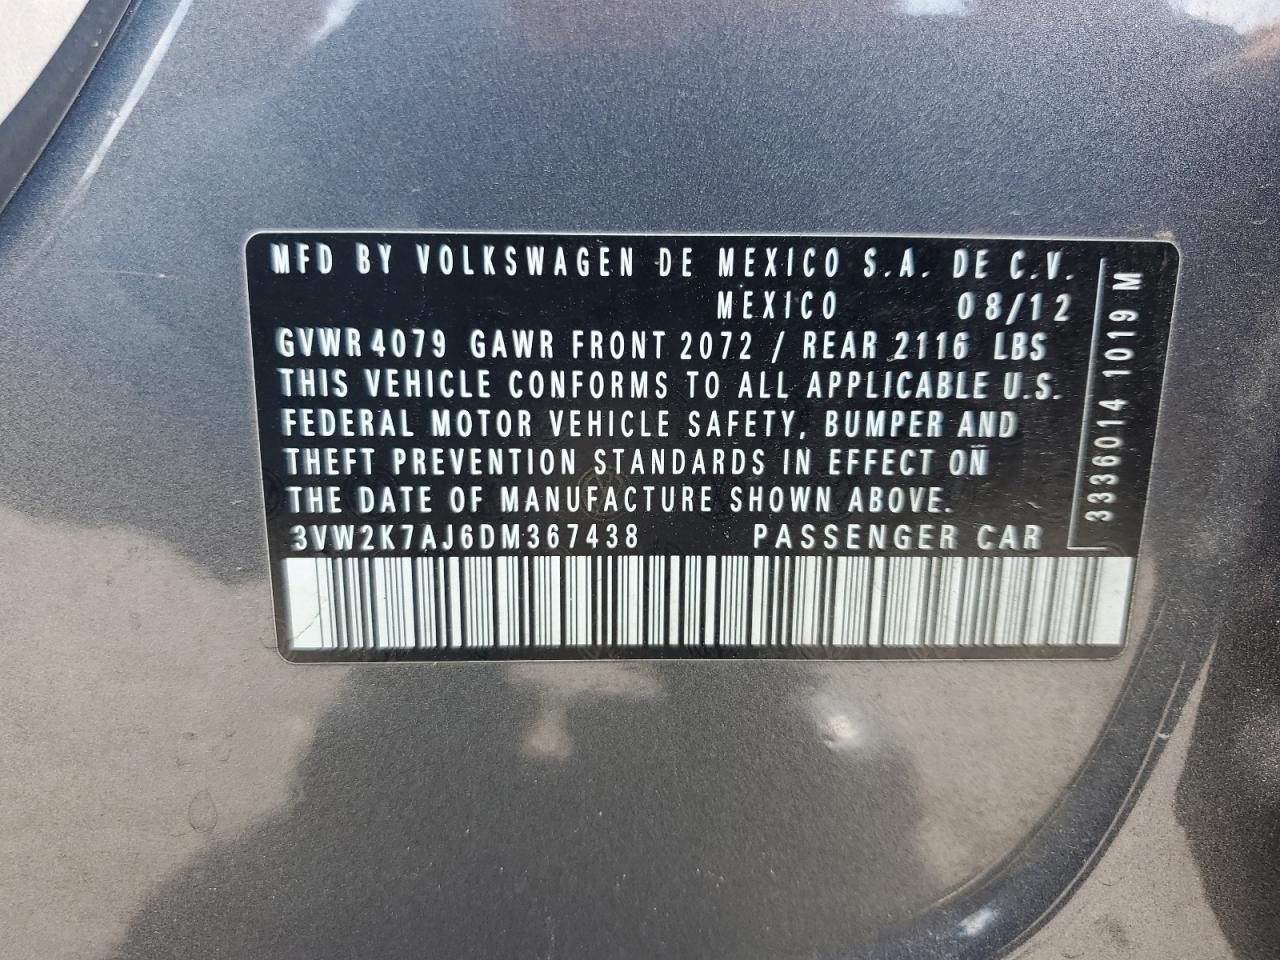 MFD BY VOLKSWAGEN DE MEXICO S.A. DE C.V.
MEXICO 08/12
GVWR 4079 GAWR FRONT 2072 / REAR 2116 LBS
THIS VEHICLE CONFORMS TO ALL APPLICABLE U.S.
FEDERAL MOTOR VEHICLE SAFETY, BUMPER AND
THEFT PREVENTION STANDARDS IN EFFECT ON
THE DATE OF MANUFACTURE SHOWN ABOVE.
3VW2K7AJ6DM367438 PASSENGER CAR
3336014 1019 M